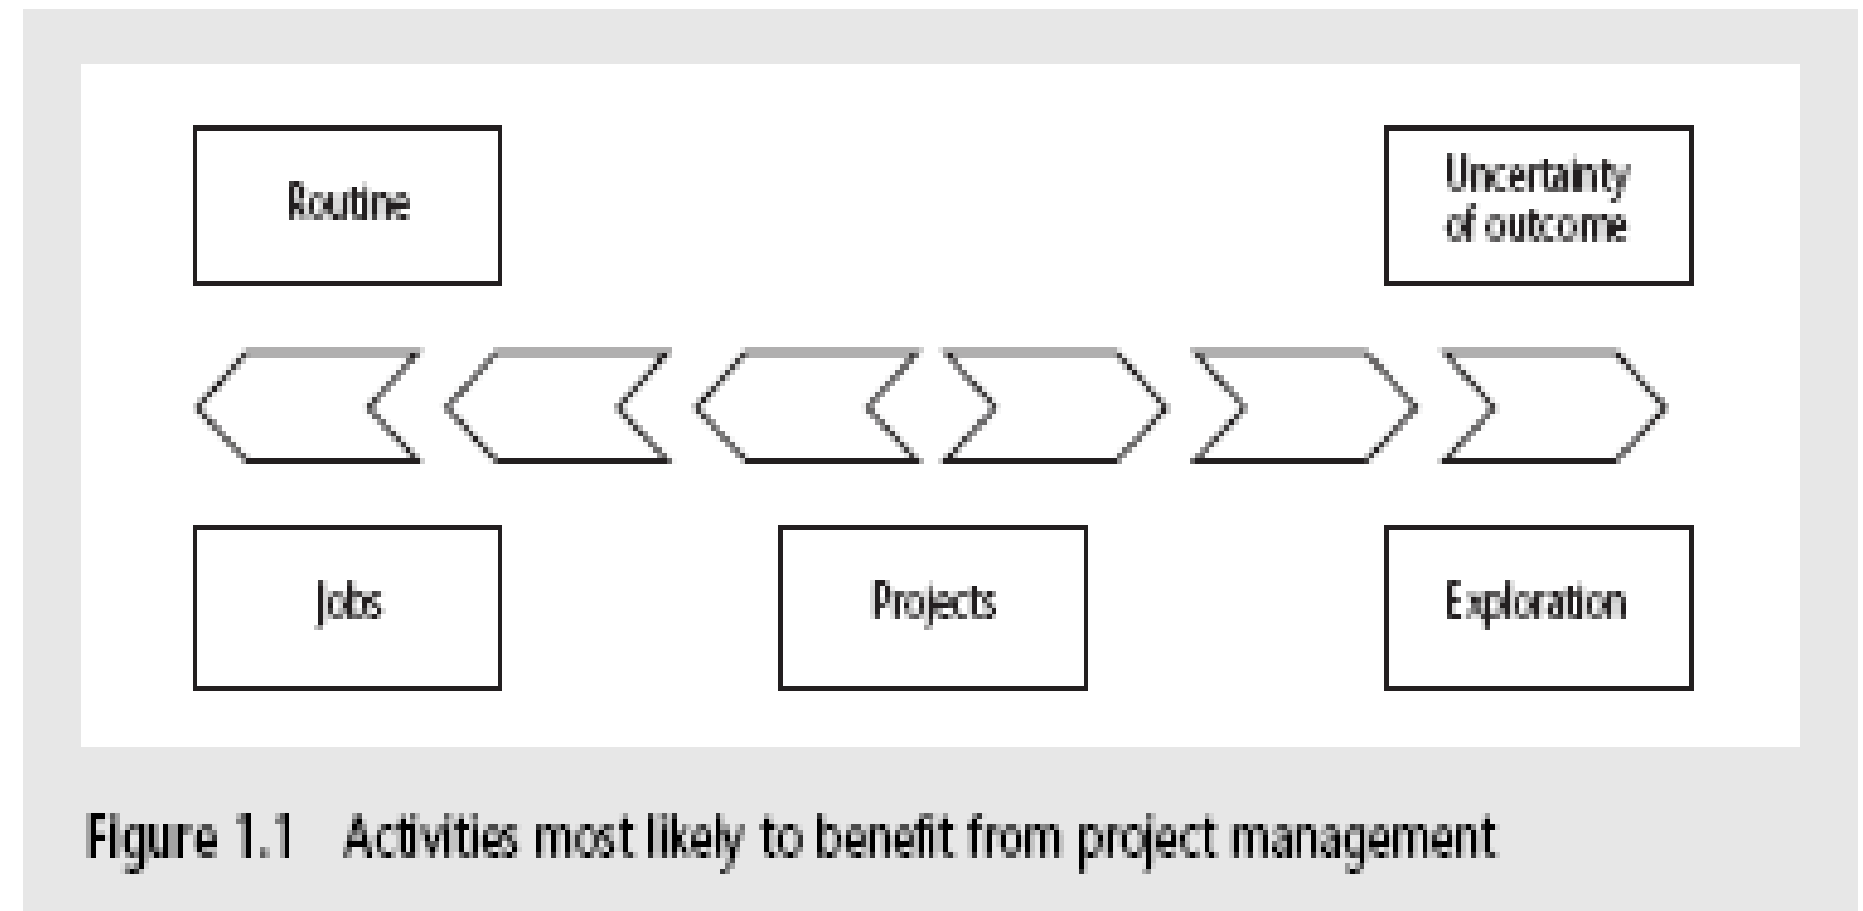 Routine
Uncertainty
of outcome
Jobs
Projects
Exploration
Figure 1.1 Activities most likely to benefit from project management